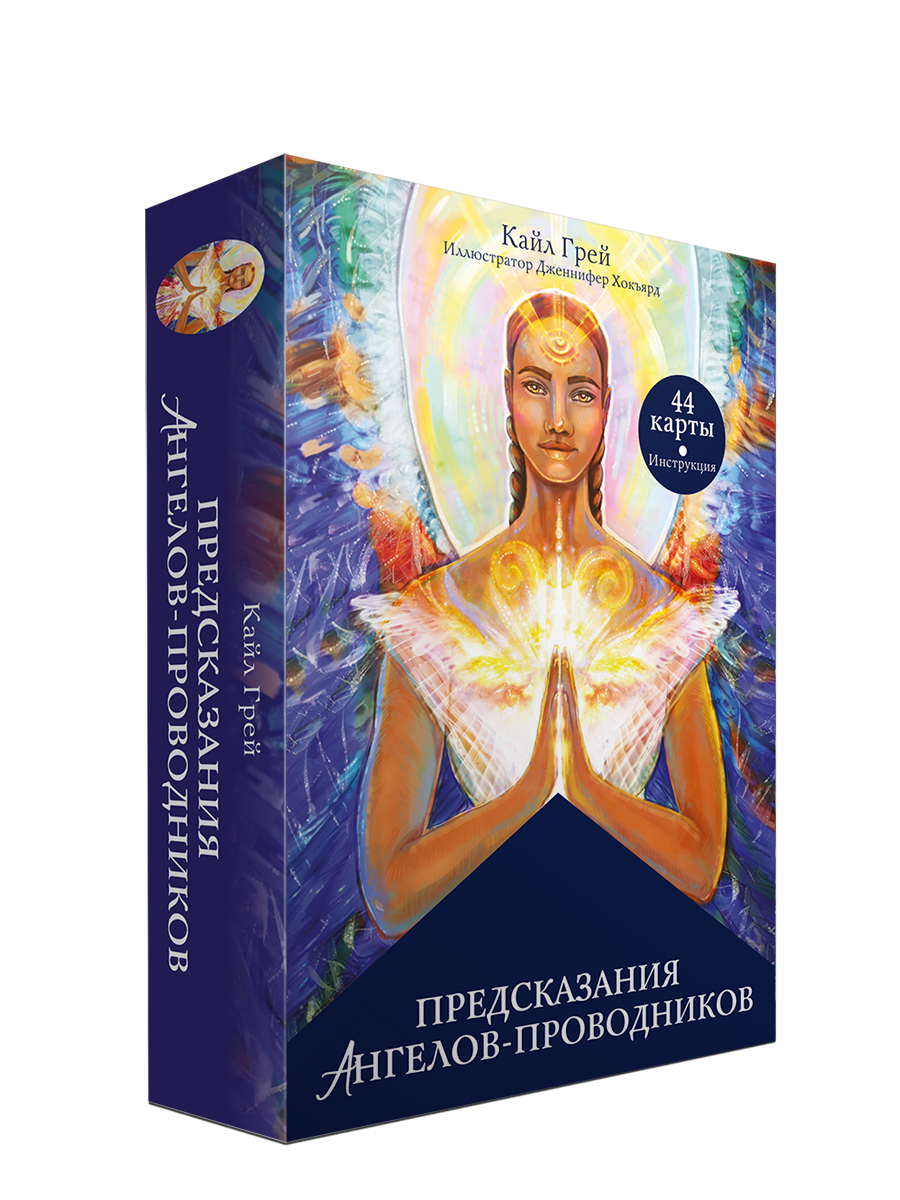 Кайл Грей
Иллюстратор Дженнифер Хокъярд
44
карты
•
Инструкция
ПРЕДСКАЗАНИЯ
АНГЕЛОВ-ПРОВОДНИКОВ
ПРЕДСКАЗАНИЯ
АНГЕЛОВ-ПРОВОДНИКОВ
Кайл Грей